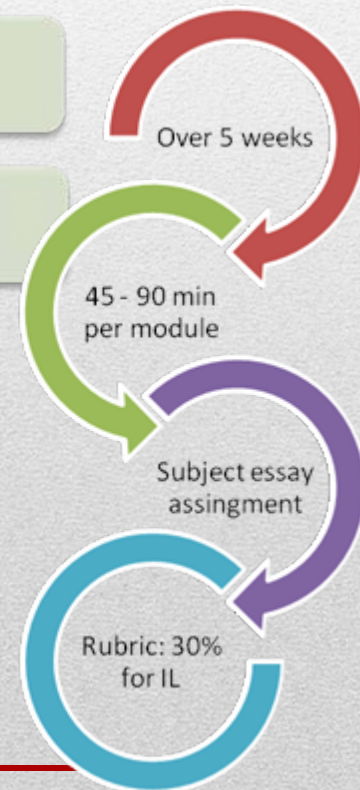 Over 5 weeks
45 - 90 min
per module
Subject essay
assingment
Rubric: 30%
for IL